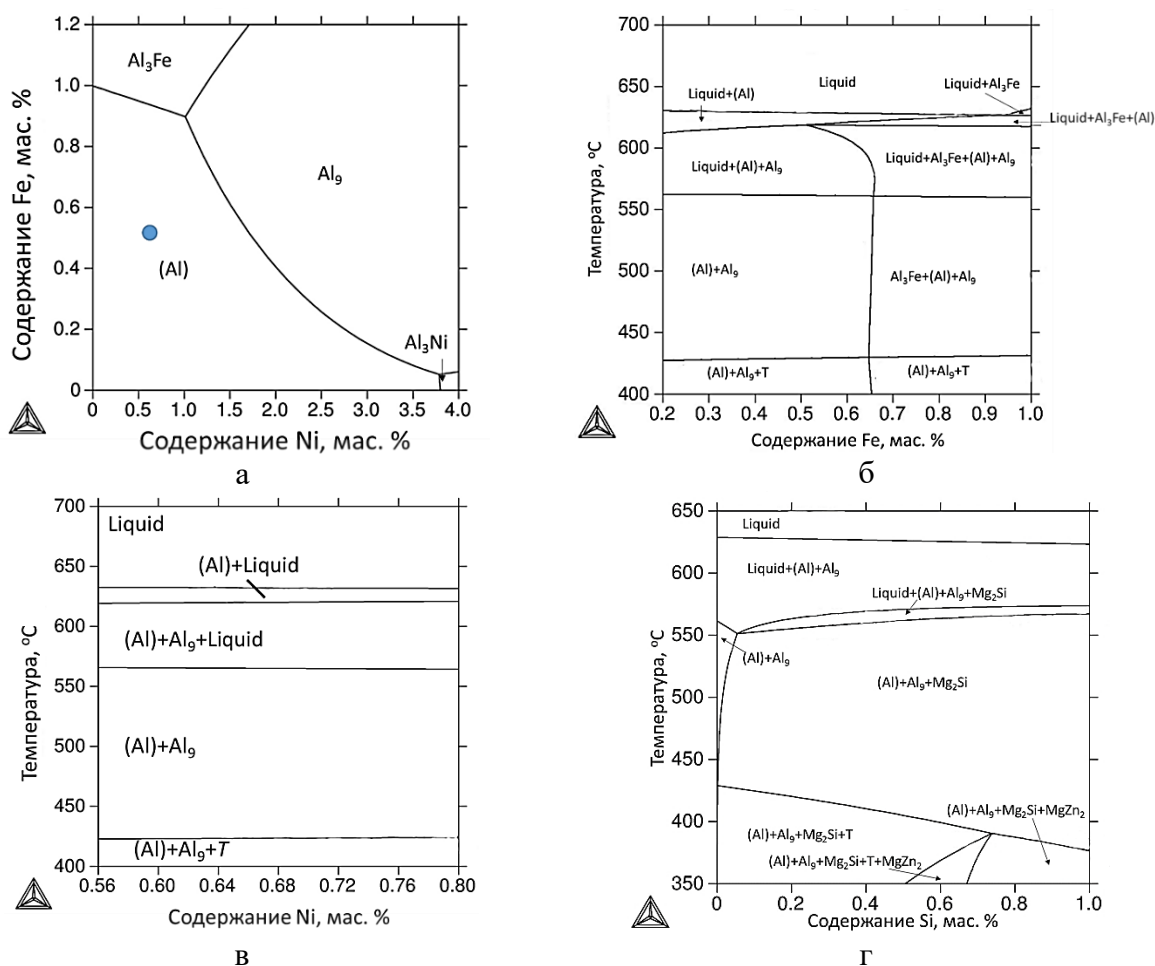 1.2
1.0
0.8
0.6
0.4
0.2
0
Содержание Fe, мас. %
Al₃Fe
Al₉
(Al)
Al₃Ni
0 0.5 1.0 1.5 2.0 2.5 3.0 3.5 4.0
Содержание Ni, мас. %
а
700
650
600
550
500
450
400
Температура, °C
Liquid
Liquid+(Al)
Liquid+Al₃Fe
Liquid+Al₃Fe+(Al)
Liquid+(Al)+Al₉
Liquid+Al₃Fe+(Al)+Al₉
(Al)+Al₉
Al₃Fe+(Al)+Al₉
(Al)+Al₉+T
(Al)+Al₉+T
0.2 0.3 0.4 0.5 0.6 0.7 0.8 0.9 1.0
Содержание Fe, мас. %
б
700
650
600
550
500
450
400
Температура, °C
Liquid
(Al)+Liquid
(Al)+Al₉+Liquid
(Al)+Al₉
(Al)+Al₉+T
0.56 0.60 0.64 0.68 0.72 0.76 0.80
Содержание Ni, мас. %
в
650
600
550
500
450
400
350
Температура, °C
Liquid
Liquid+(Al)+Al₉
Liquid+(Al)+Al₉+Mg₂Si
(Al)+Al₉
(Al)+Al₉+Mg₂Si
(Al)+Al₉+Mg₂Si+MgZn₂
(Al)+Al₉+Mg₂Si+T
(Al)+Al₉+Mg₂Si+T+MgZn₂
0 0.2 0.4 0.6 0.8 1.0
Содержание Si, мас. %
г